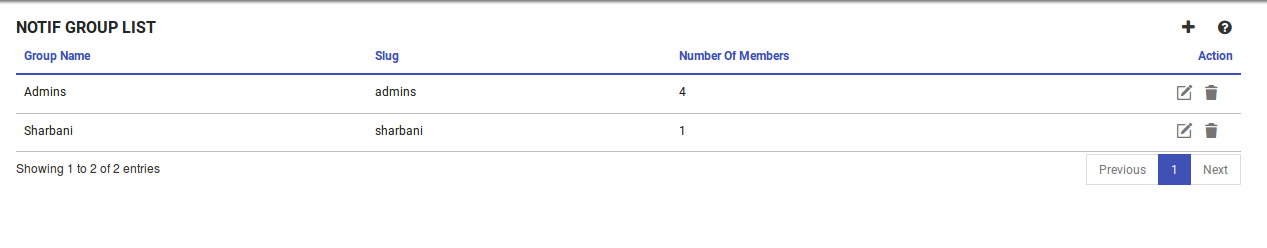 NOTIF GROUP LIST
Group Name Slug Number Of Members Action
Admins admins 4
Sharbani sharbani 1
Showing 1 to 2 of 2 entries Previous 1 Next